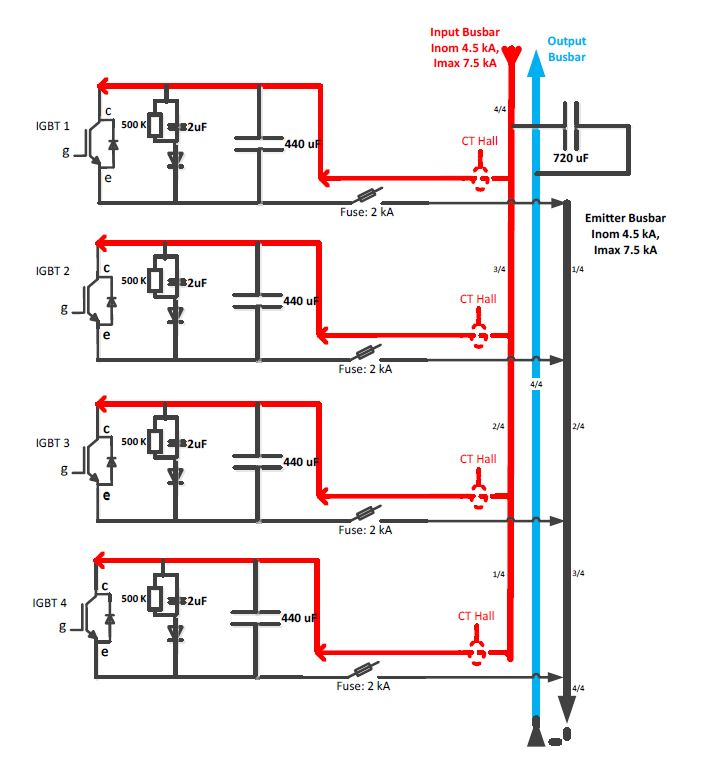 Input Busbar
Inom 4.5 kA,
Imax 7.5 kA
Output
Busbar
4/4
IGBT 1
c
g
e
500 K
2uF
440 uF
CT Hall
720 uF
Fuse: 2 kA
Emitter Busbar
Inom 4.5 kA,
Imax 7.5 kA
IGBT 2
c
g
e
500 K
2uF
440 uF
3/4
1/4
CT Hall
Fuse: 2 kA
4/4
IGBT 3
c
g
e
500 K
2uF
440 uF
2/4
2/4
CT Hall
Fuse: 2 kA
IGBT 4
c
g
e
500 K
2uF
440 uF
1/4
3/4
CT Hall
Fuse: 2 kA
4/4